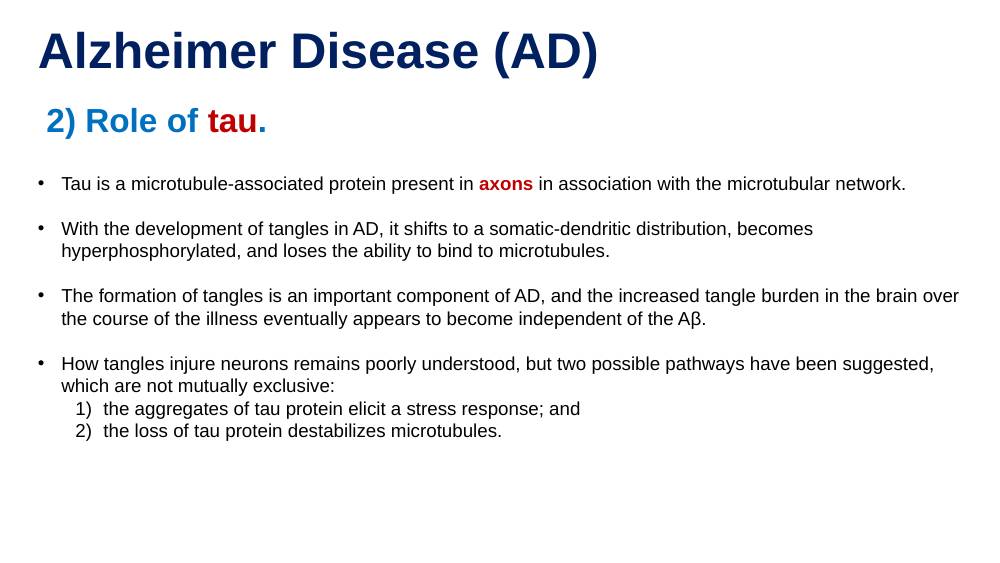 Alzheimer Disease (AD)
2) Role of tau.
• Tau is a microtubule-associated protein present in axons in association with the microtubular network.
• With the development of tangles in AD, it shifts to a somatic-dendritic distribution, becomes
hyperphosphorylated, and loses the ability to bind to microtubules.
• The formation of tangles is an important component of AD, and the increased tangle burden in the brain over
the course of the illness eventually appears to become independent of the Aβ.
• How tangles injure neurons remains poorly understood, but two possible pathways have been suggested,
which are not mutually exclusive:
1) the aggregates of tau protein elicit a stress response; and
2) the loss of tau protein destabilizes microtubules.